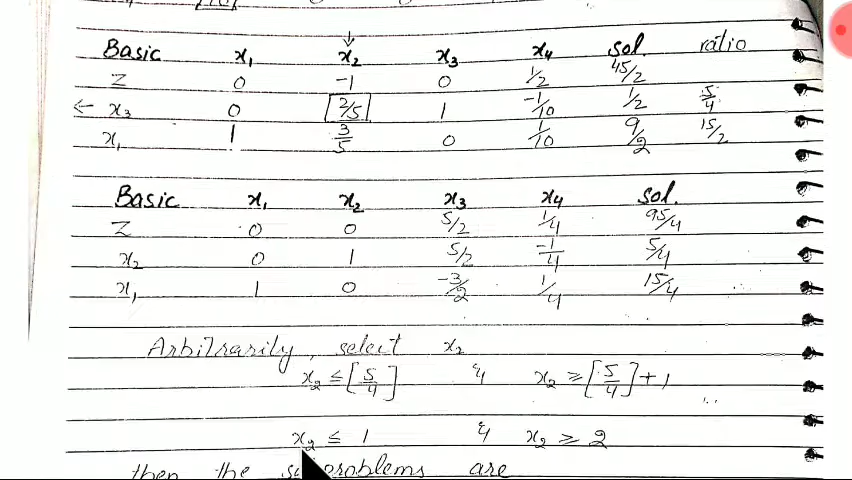 Basic x₁ x₂ x₃ x₄ sol. ratio
Z 0 -1 0 1/2 45/2
← x₃ 0 2/5 1 -1/10 1/2 5/4
x₁ 1 3/5 0 1/10 9/2 15/2
Basic x₁ x₂ x₃ x₄ sol.
Z 0 0 5/2 1/4 95/4
x₂ 0 1 5/2 -1/4 5/4
x₁ 1 0 -3/2 1/4 15/4
Arbitrarily, select x₂
x₂ ≤ [5/4] & x₂ ≥ [5/4] + 1
x₂ ≤ 1 & x₂ ≥ 2
then the subproblems are